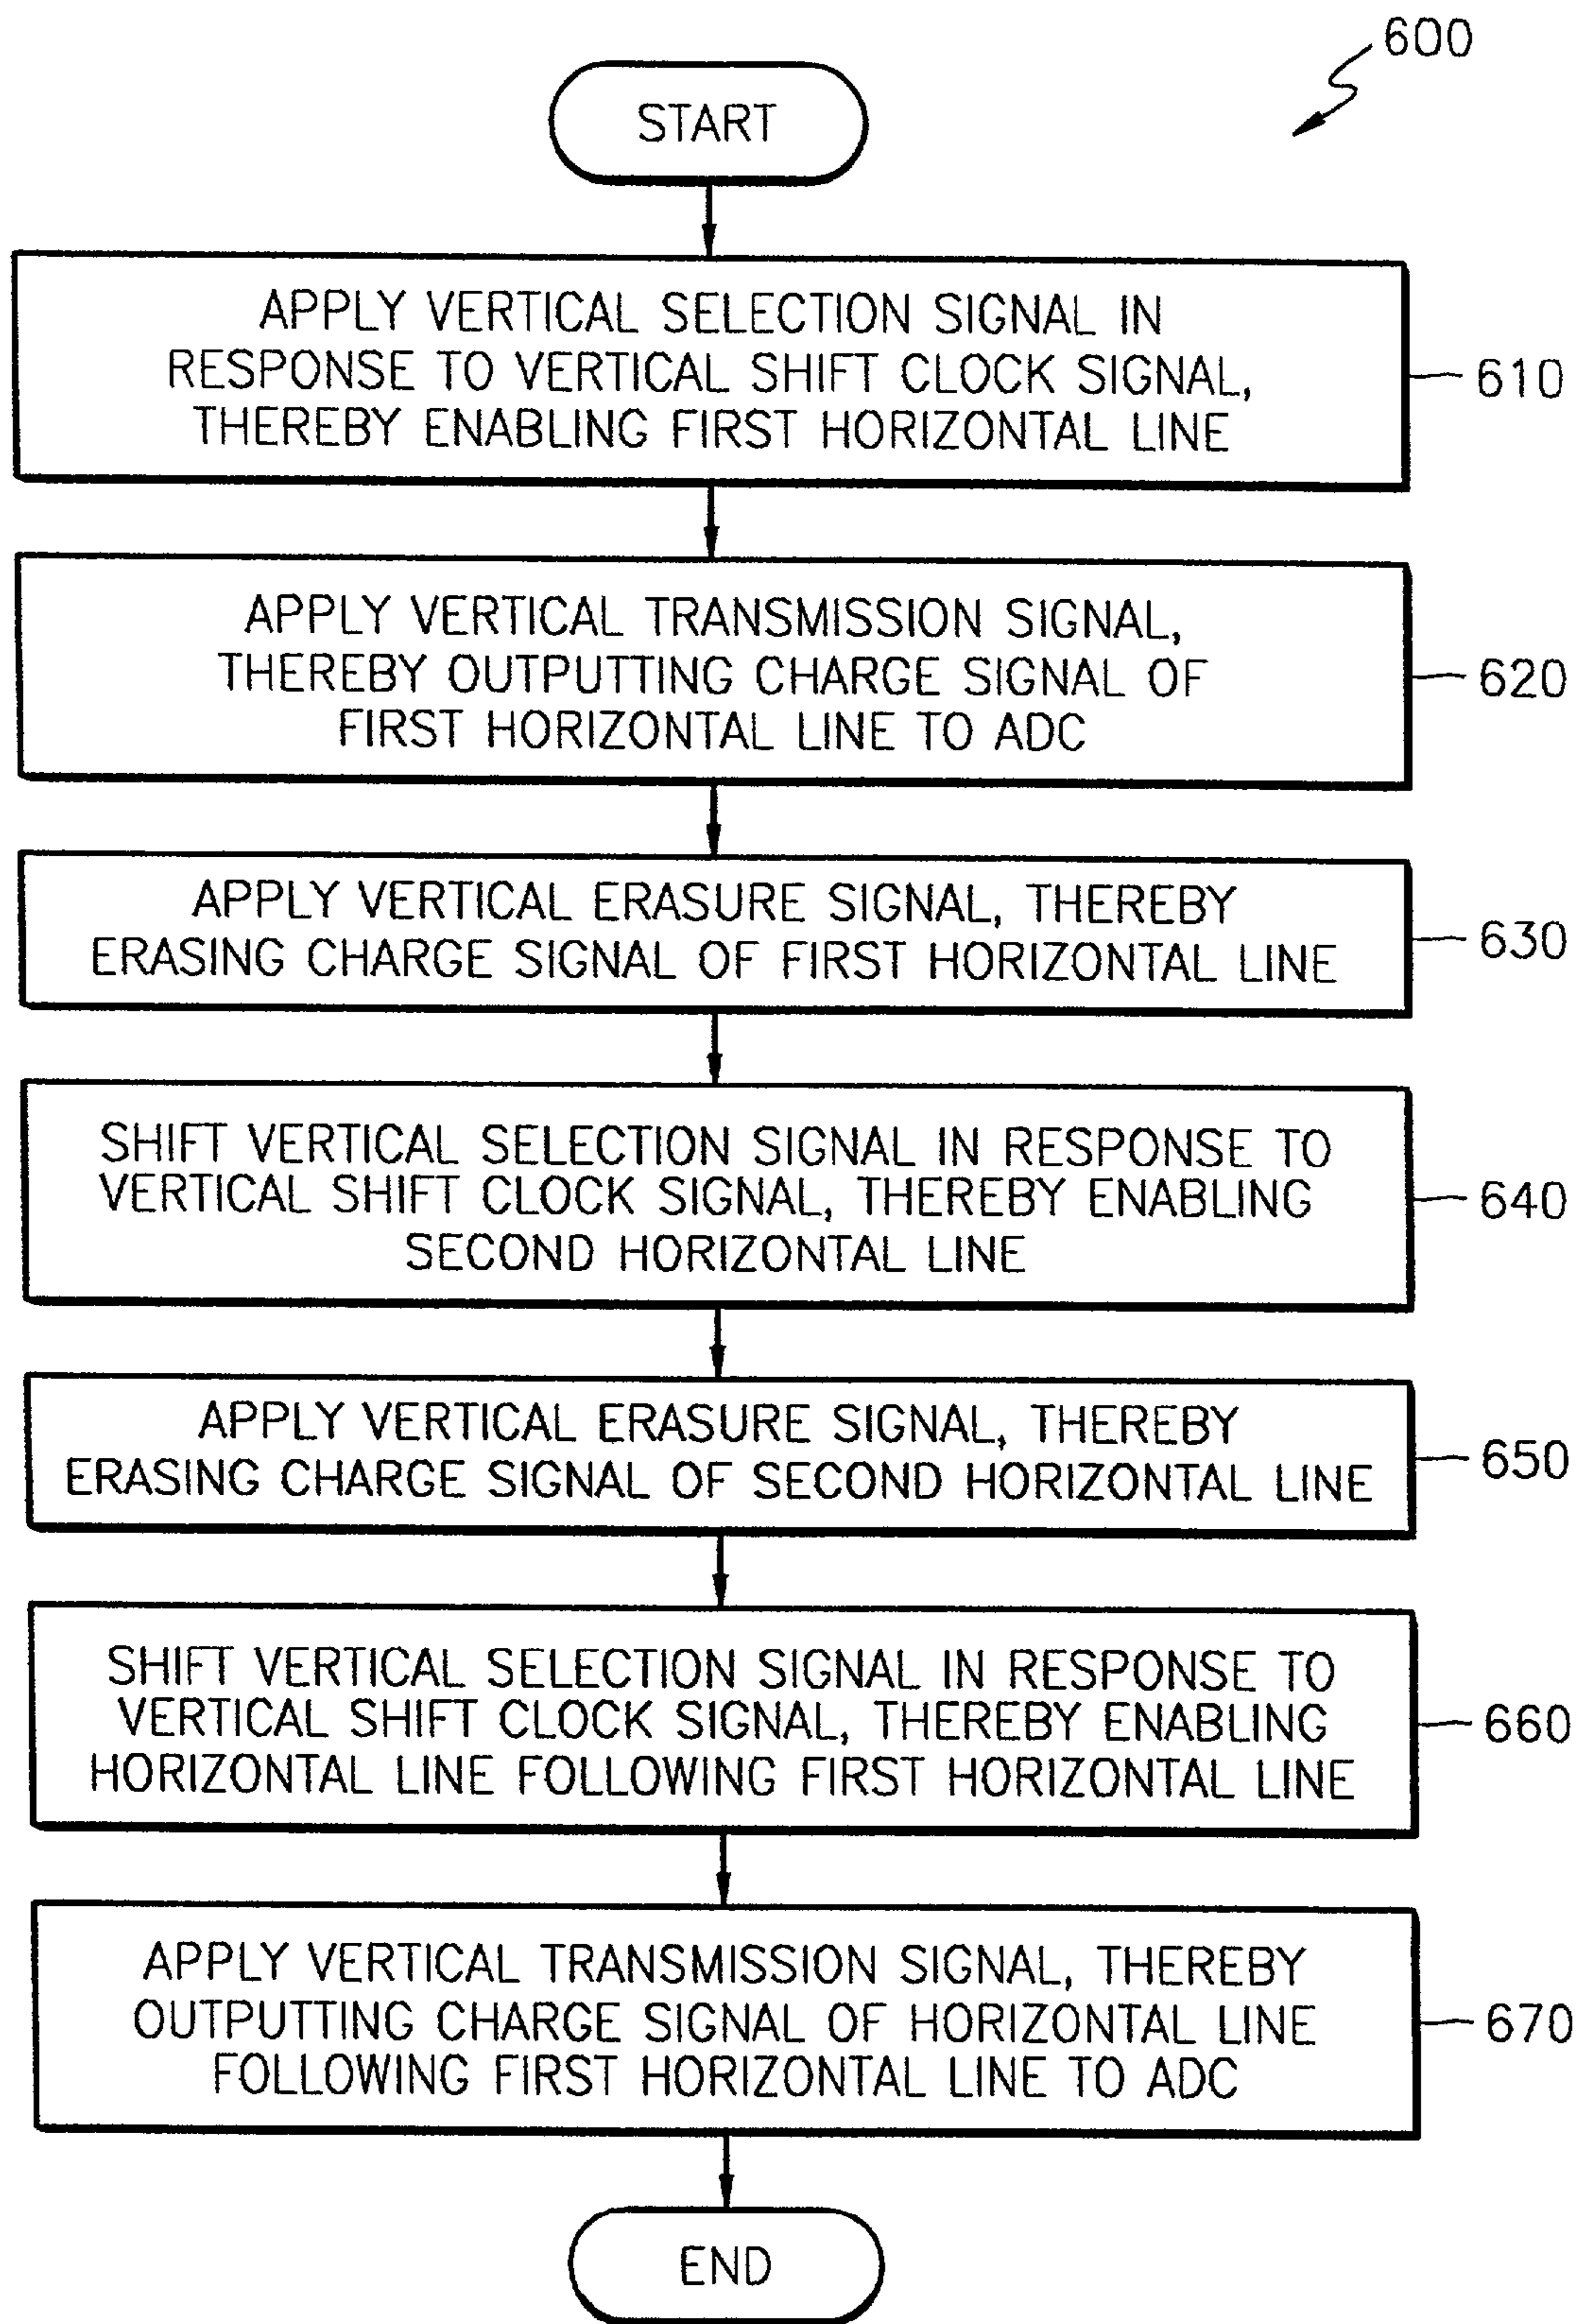 600
START
APPLY VERTICAL SELECTION SIGNAL IN
RESPONSE TO VERTICAL SHIFT CLOCK SIGNAL,
THEREBY ENABLING FIRST HORIZONTAL LINE
610
APPLY VERTICAL TRANSMISSION SIGNAL,
THEREBY OUTPUTTING CHARGE SIGNAL OF
FIRST HORIZONTAL LINE TO ADC
620
APPLY VERTICAL ERASURE SIGNAL, THEREBY
ERASING CHARGE SIGNAL OF FIRST HORIZONTAL LINE
630
SHIFT VERTICAL SELECTION SIGNAL IN RESPONSE TO
VERTICAL SHIFT CLOCK SIGNAL, THEREBY ENABLING
SECOND HORIZONTAL LINE
640
APPLY VERTICAL ERASURE SIGNAL, THEREBY
ERASING CHARGE SIGNAL OF SECOND HORIZONTAL LINE
650
SHIFT VERTICAL SELECTION SIGNAL IN RESPONSE TO
VERTICAL SHIFT CLOCK SIGNAL, THEREBY ENABLING
HORIZONTAL LINE FOLLOWING FIRST HORIZONTAL LINE
660
APPLY VERTICAL TRANSMISSION SIGNAL, THEREBY
OUTPUTTING CHARGE SIGNAL OF HORIZONTAL LINE
FOLLOWING FIRST HORIZONTAL LINE TO ADC
670
END